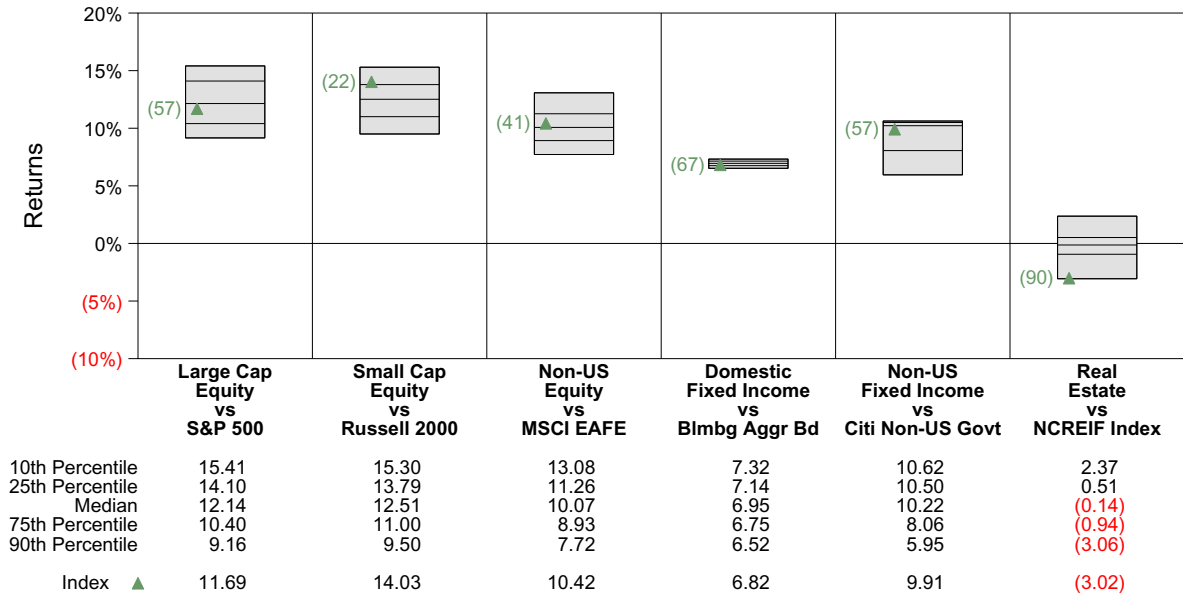 20%
15%
10%
5%
0%
(5%)
(10%)
Returns
(57)
(22)
(41)
(67)
(57)
(90)
Large Cap Equity vs S&P 500
Small Cap Equity vs Russell 2000
Non-US Equity vs MSCI EAFE
Domestic Fixed Income vs Blmbg Aggr Bd
Non-US Fixed Income vs Citi Non-US Govt
Real Estate vs NCREIF Index
10th Percentile 15.41 15.30 13.08 7.32 10.62 2.37
25th Percentile 14.10 13.79 11.26 7.14 10.50 0.51
Median 12.14 12.51 10.07 6.95 10.22 (0.14)
75th Percentile 10.40 11.00 8.93 6.75 8.06 (0.94)
90th Percentile 9.16 9.50 7.72 6.52 5.95 (3.06)
Index 11.69 14.03 10.42 6.82 9.91 (3.02)